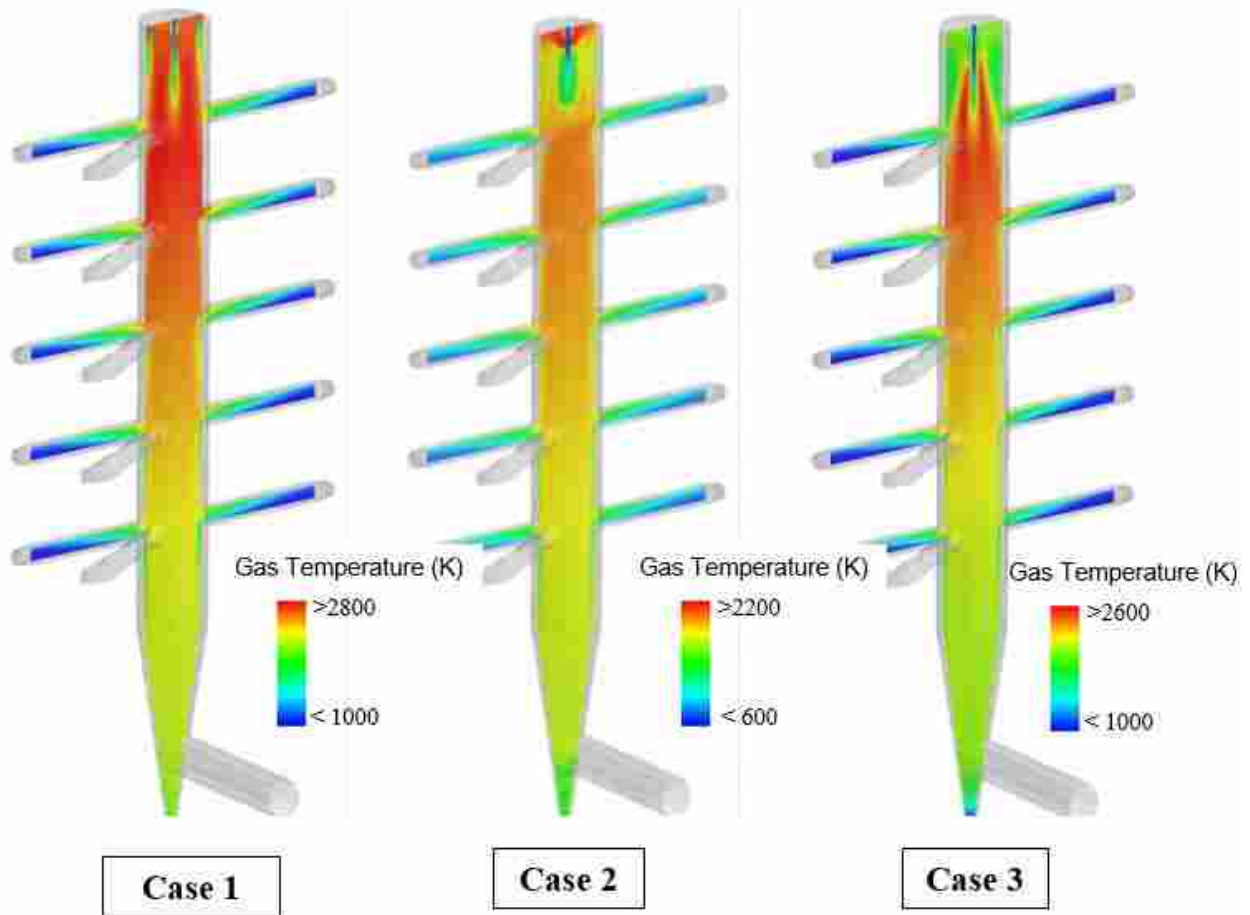 Gas Temperature (K)
>2800
< 1000
Gas Temperature (K)
>2200
< 600
Gas Temperature (K)
>2600
< 1000
Case 1
Case 2
Case 3